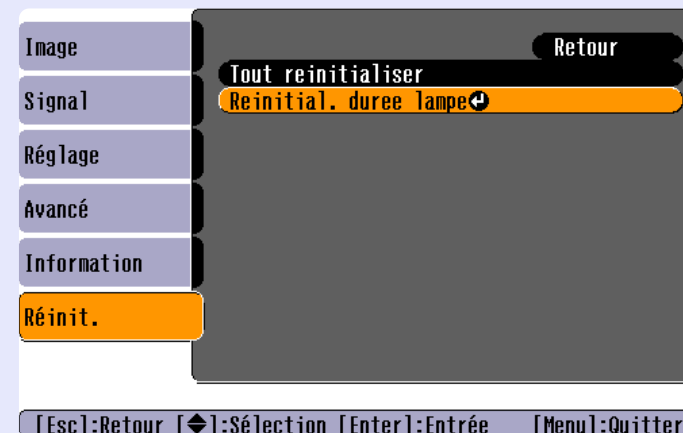 Image
Signal
Réglage
Avancé
Information
Réinit.
Retour
Tout reinitialiser
Reinitial. duree lampe
[Esc]:Retour [◆]:Sélection [Enter]:Entrée [Menu]:Quitter